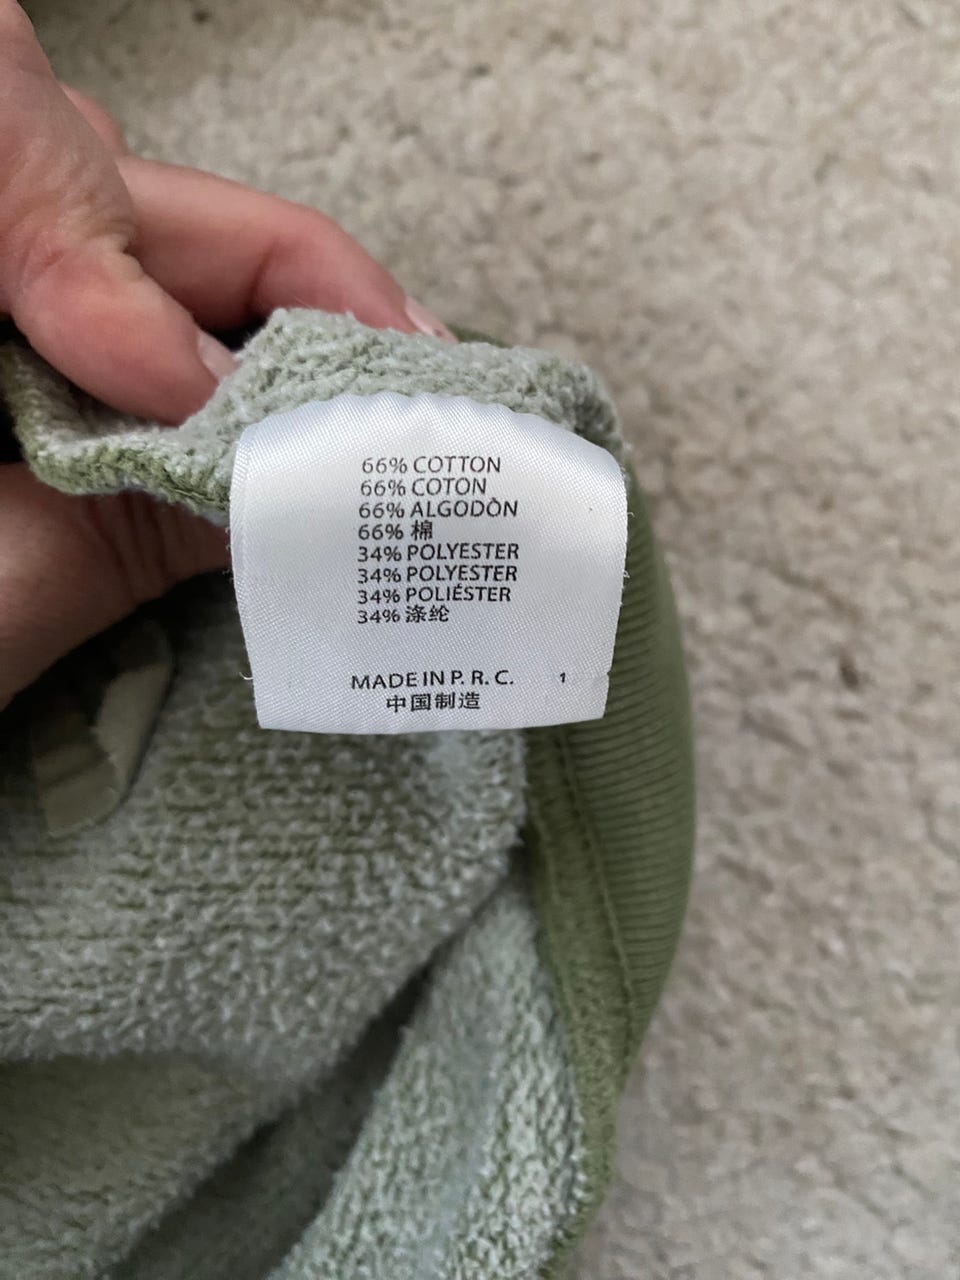 66% COTTON
66% COTON
66% ALGODÒN
66% 棉
34% POLYESTER
34% POLYESTER
34% POLIÉSTER
34% 涤纶
MADE IN P. R. C. 1
中国制造